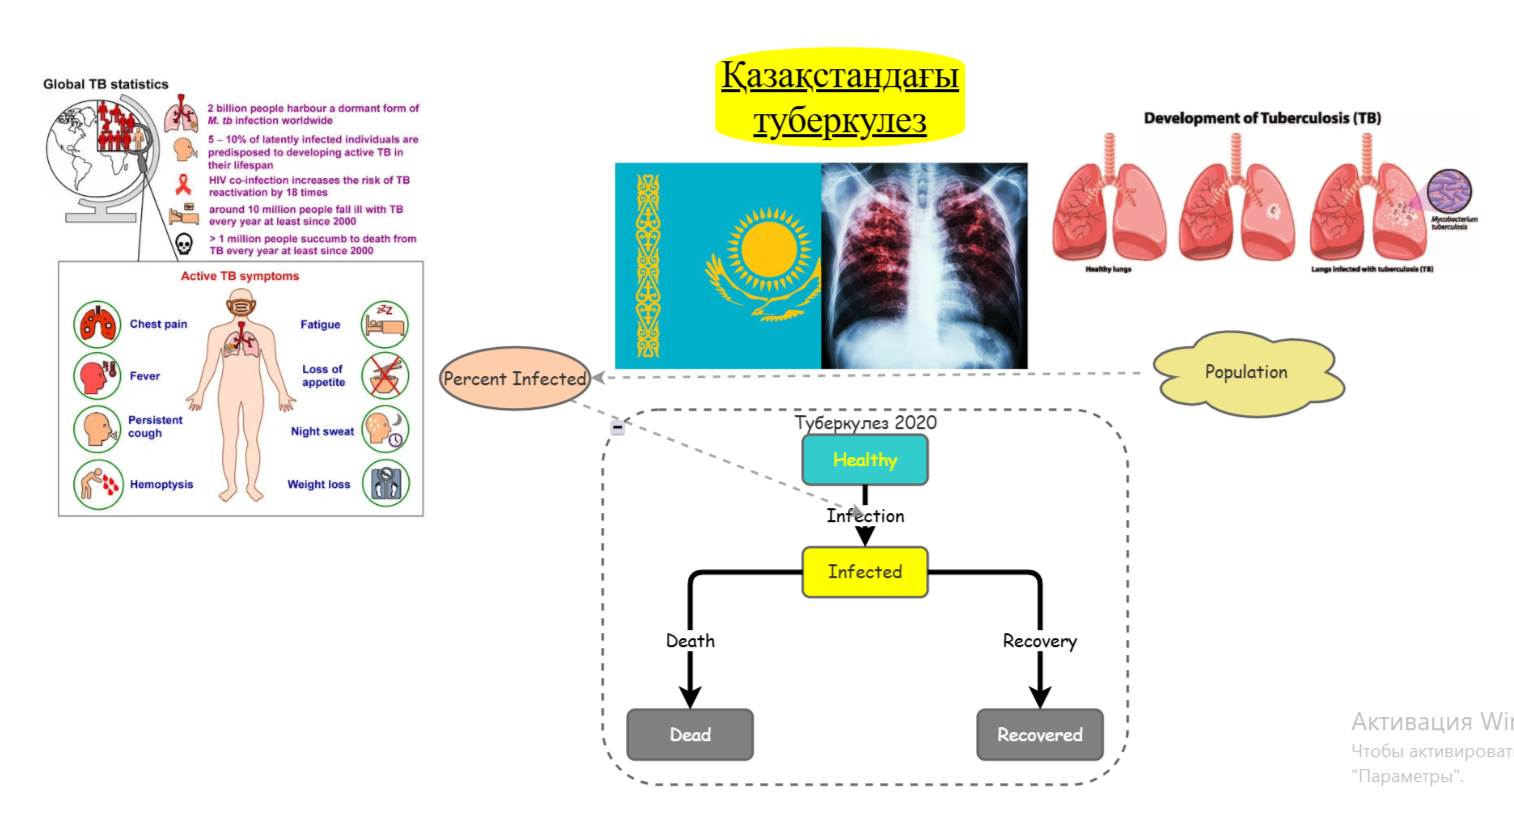 Қазақстандағы
туберкулез
Global TB statistics
2 billion people harbour a dormant form of
M. tb infection worldwide
5 – 10% of latently infected individuals are
predisposed to developing active TB in
their lifespan
HIV co-infection increases the risk of TB
reactivation by 18 times
around 10 million people fall ill with TB
every year at least since 2000
> 1 million people succumb to death from
TB every year at least since 2000
Active TB symptoms
Chest pain
Fever
Persistent
cough
Hemoptysis
zzZ
Fatigue
Loss of
appetite
Night sweat
Weight loss
Development of Tuberculosis (TB)
Mycobacterium
tuberculosis
Healthy lungs
Lungs infected with tuberculosis (TB)
Percent Infected
Population
Туберкулез 2020
Healthy
Infection
Infected
Death
Recovery
Dead
Recovered
Активация Wi
Чтобы активироват
"Параметры".